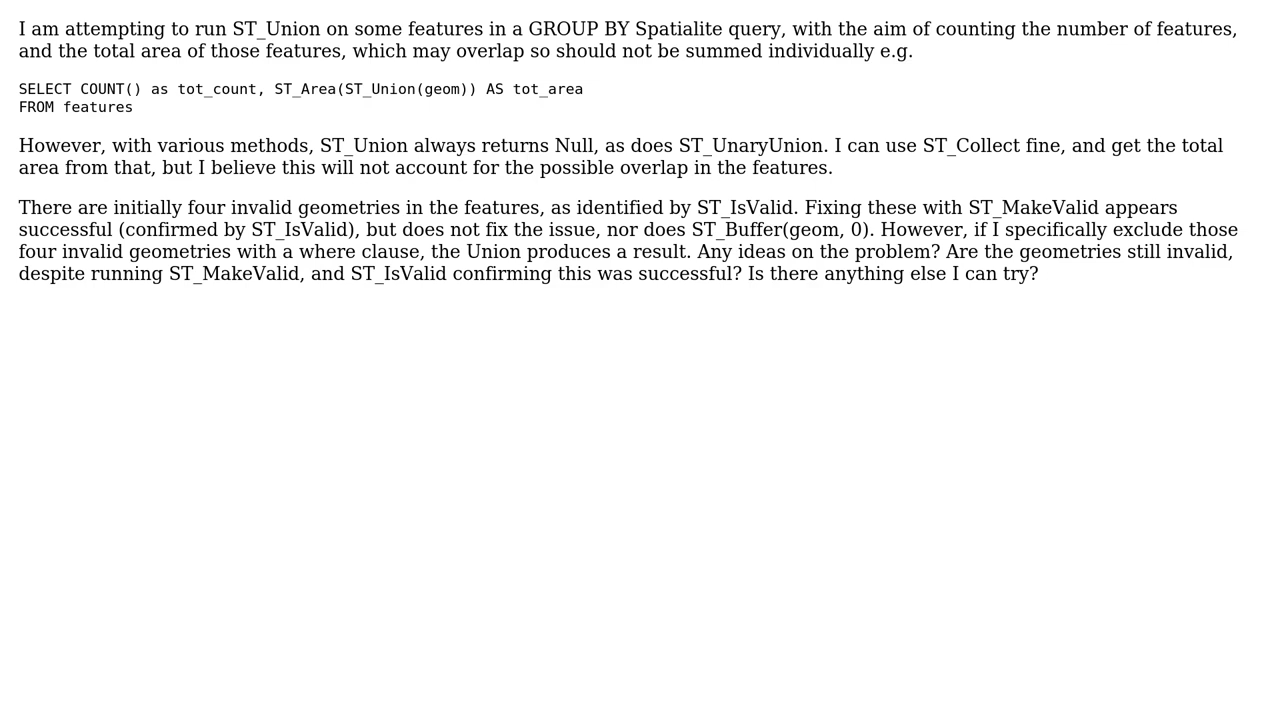 I am attempting to run ST_Union on some features in a GROUP BY Spatialite query, with the aim of counting the number of features,
and the total area of those features, which may overlap so should not be summed individually e.g.
SELECT COUNT() as tot_count, ST_Area(ST_Union(geom)) AS tot_area
FROM features
However, with various methods, ST_Union always returns Null, as does ST_UnaryUnion. I can use ST_Collect fine, and get the total
area from that, but I believe this will not account for the possible overlap in the features.
There are initially four invalid geometries in the features, as identified by ST_IsValid. Fixing these with ST_MakeValid appears
successful (confirmed by ST_IsValid), but does not fix the issue, nor does ST_Buffer(geom, 0). However, if I specifically exclude those
four invalid geometries with a where clause, the Union produces a result. Any ideas on the problem? Are the geometries still invalid,
despite running ST_MakeValid, and ST_IsValid confirming this was successful? Is there anything else I can try?